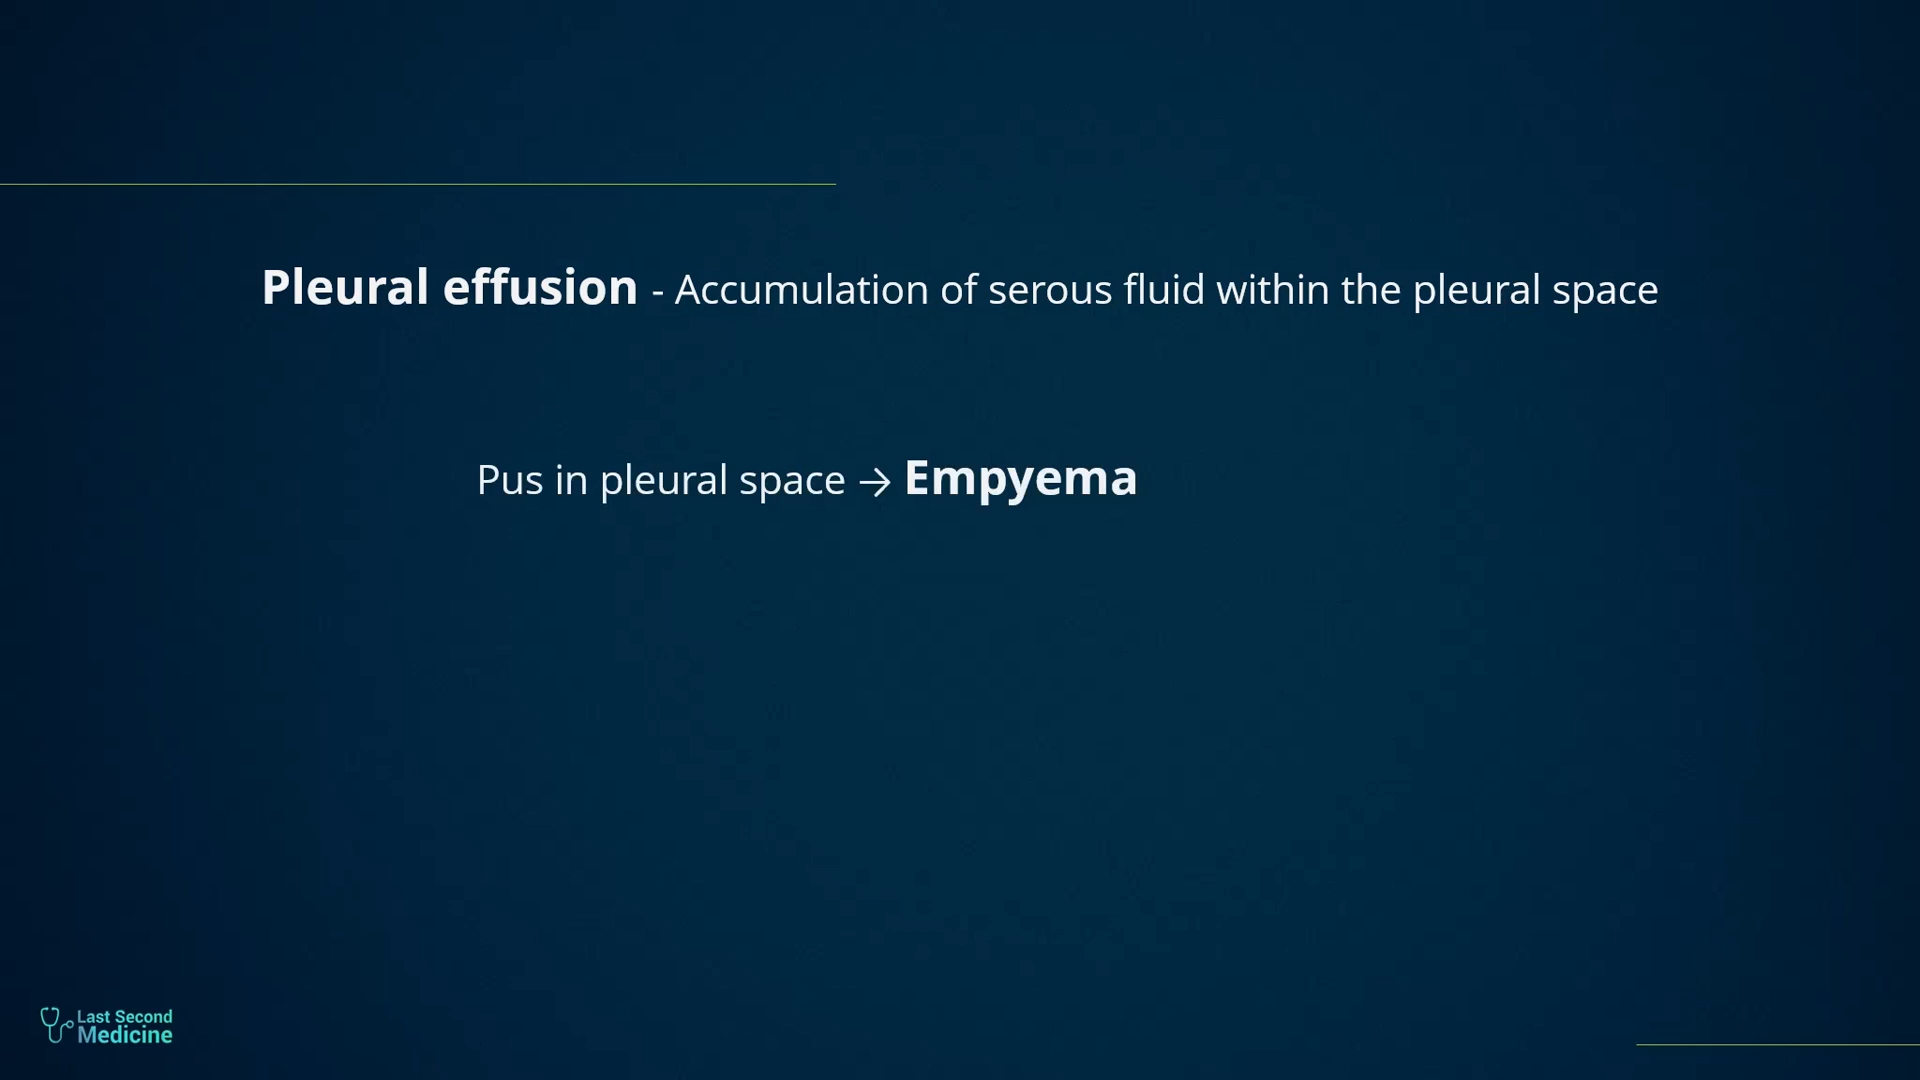 Pleural effusion - Accumulation of serous fluid within the pleural space
Pus in pleural space → Empyema
Last Second
Medicine